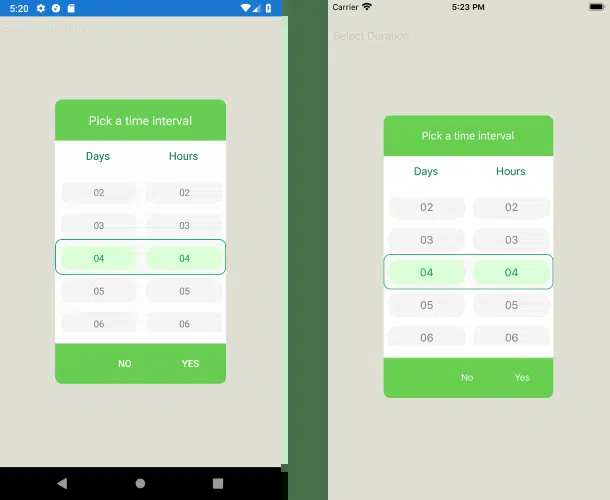 5:20
Pick a time interval
Days Hours
02 02
03 03
04 04
05 05
06 06
NO YES
Carrier 5:23 PM
Select Duration
Pick a time interval
Days Hours
02 02
03 03
04 04
05 05
06 06
No Yes